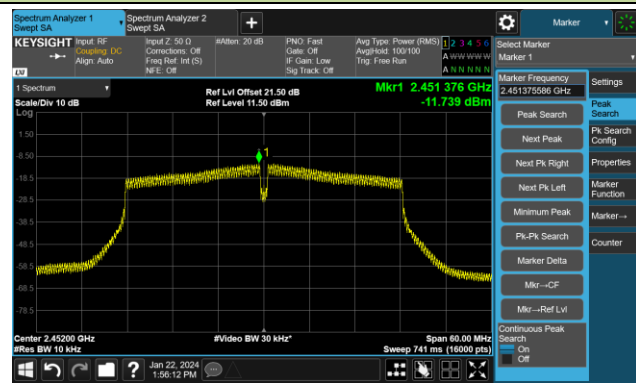 Spectrum Analyzer 1
Swept SA
Spectrum Analyzer 2
Swept SA
+
Marker
KEYSIGHT
Input: RF
Coupling: DC
Align: Auto
Input Z: 50 Ω
Corrections: Off
Freq Ref: Int (S)
NFE: Off
#Atten: 20 dB
PNO: Fast
Gate: Off
IF Gain: Low
Sig Track: Off
Avg Type: Power (RMS)
Avg|Hold: 100/100
Trig: Free Run
1 2 3 4 5 6
A W W W W W
A N N N N N
LXI
Select Marker
Marker 1
1 Spectrum
Scale/Div 10 dB
Log
Ref Lvl Offset 21.50 dB
Ref Level 11.50 dBm
Mkr1 2.451 376 GHz
-11.739 dBm
1.50
-8.50
-18.5
-28.5
-38.5
-48.5
-58.5
-68.5
-78.5
1
Center 2.45200 GHz
#Res BW 10 kHz
#Video BW 30 kHz*
Span 60.00 MHz
Sweep 741 ms (16000 pts)
Marker Frequency
2.451375586 GHz
Peak Search
Next Peak
Next Pk Right
Next Pk Left
Minimum Peak
Pk-Pk Search
Marker Delta
Mkr→CF
Mkr→Ref Lvl
Continuous Peak
Search
On
Off
Settings
Peak
Search
Pk Search
Config
Properties
Marker
Function
Marker→
Counter
?
Jan 22, 2024
1:56:12 PM